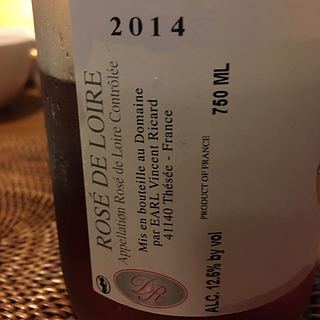 2014
ROSÉ DE LOIRE
Appellation Rosé de Loire Contrôlée
Mis en bouteille au Domaine
par EARL Vincent Ricard
41140 Thésée - France
PRODUCT OF FRANCE
750 ML
ALC. 12.5% by vol
DR